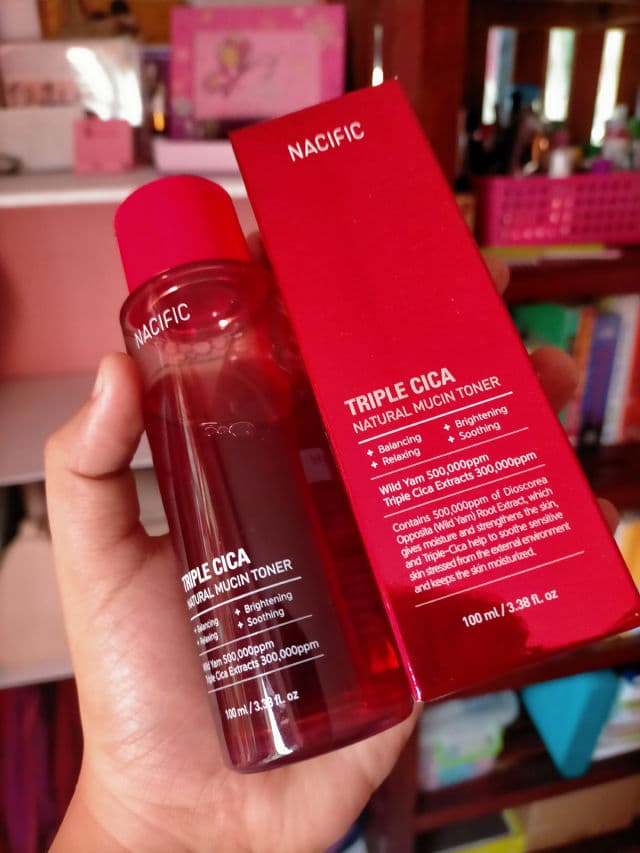 NACIFIC
TRIPLE CICA
NATURAL MUCIN TONER
+ Balancing + Brightening
+ Relaxing + Soothing
Wild Yam 500,000ppm
Triple Cica Extracts 300,000ppm
100 ml / 3.38 fl. oz
NACIFIC
TRIPLE CICA
NATURAL MUCIN TONER
+ Balancing + Brightening
+ Relaxing + Soothing
Wild Yam 500,000ppm
Triple Cica Extracts 300,000ppm
Contains 500,000ppm of Dioscorea
Opposita (Wild Yam) Root Extract, which
gives moisture and strengthens the skin,
and Triple-Cica help to soothe sensitive
skin stressed from the external environment
and keeps the skin moisturized.
100 ml / 3.38 fl. oz